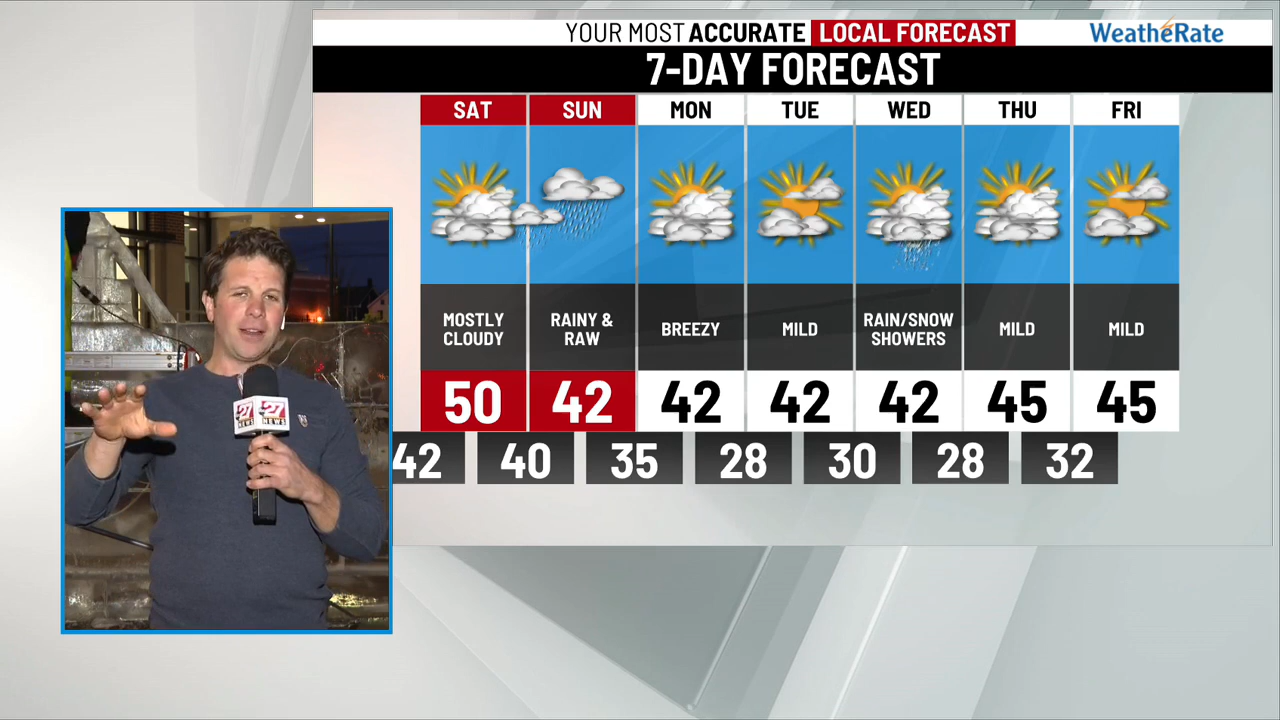 YOUR MOST ACCURATE LOCAL FORECAST
WeatheRate
7-DAY FORECAST
SAT SUN MON TUE WED THU FRI
MOSTLY CLOUDY
RAINY & RAW
BREEZY
MILD
RAIN/SNOW SHOWERS
MILD
MILD
50 42 42 42 42 45 45
42 40 35 28 30 28 32
27 NEWS
27 NEWS